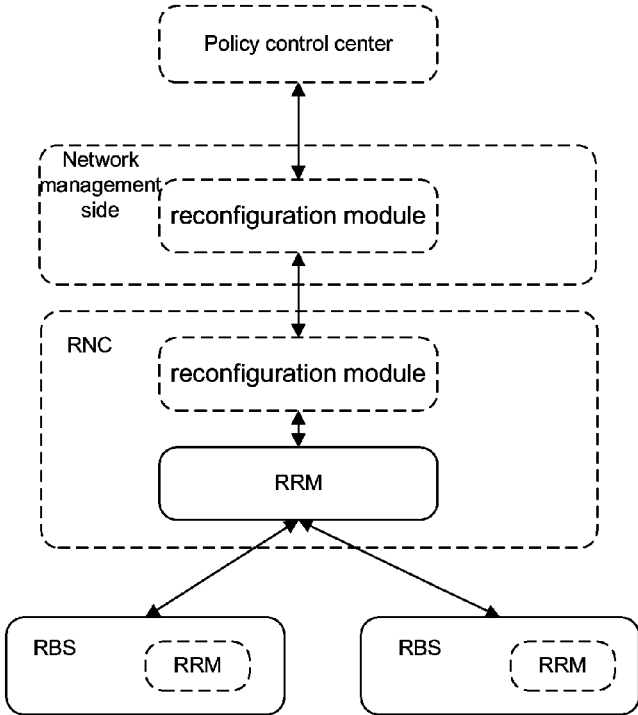 Policy control center
Network
management
side
reconfiguration module
RNC
reconfiguration module
RRM
RBS
RRM
RBS
RRM